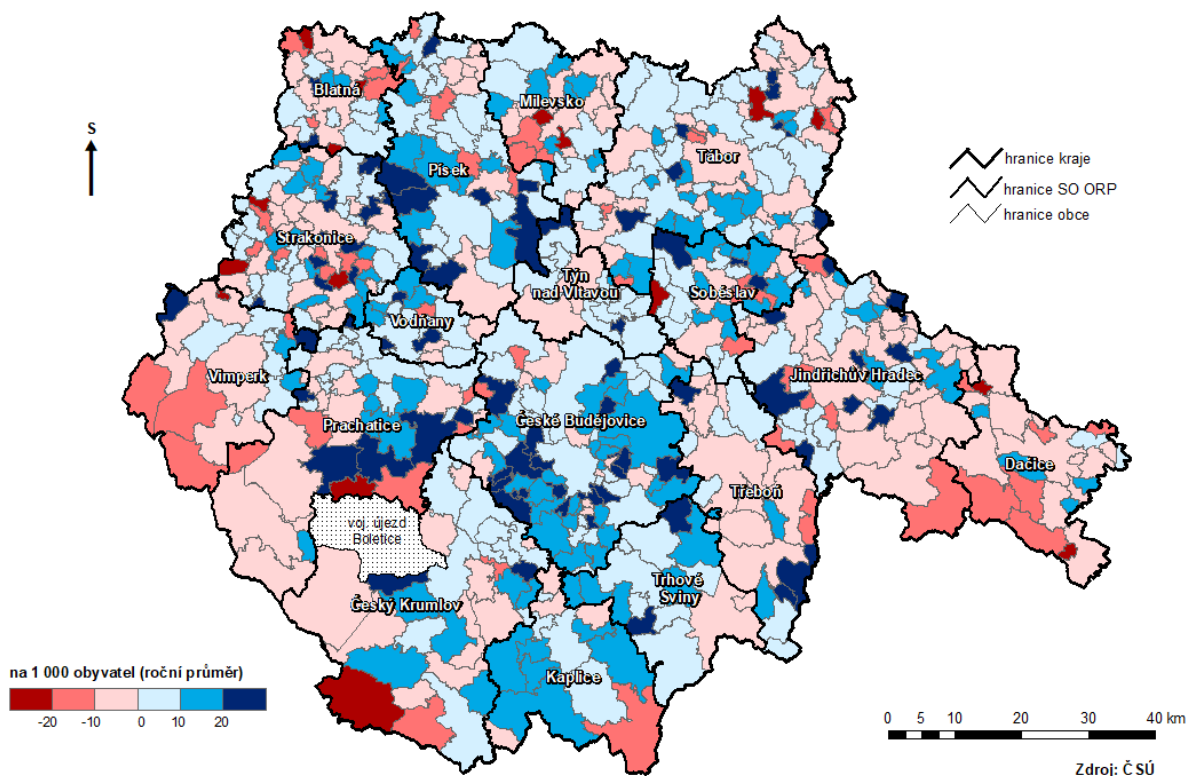 Blatná
Milevsko
S
Písek
Tábor
hranice kraje
hranice SO ORP
hranice obce
Strakonice
Týn
nad Vltavou
Soběslav
Vodňany
Vimperk
Jindřichův Hradec
Prachatice
České Budějovice
Dačice
Třeboň
voj. újezd
Boletice
Trhové
Sviny
Český Krumlov
na 1 000 obyvatel (roční průměr)
Kaplice
-20 -10 0 10 20
0 5 10 20 30 40 km
Zdroj: ČSÚ